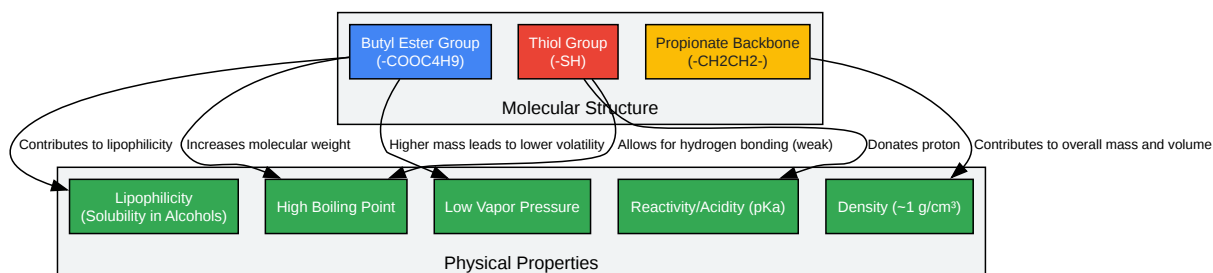 Butyl Ester Group
(-COOC4H9)
Thiol Group
(-SH)
Propionate Backbone
(-CH2CH2-)
Molecular Structure
Contributes to lipophilicity
Increases molecular weight
Higher mass leads to lower volatility
Allows for hydrogen bonding (weak)
Donates proton
Contributes to overall mass and volume
Lipophilicity
(Solubility in Alcohols)
High Boiling Point
Low Vapor Pressure
Reactivity/Acidity (pKa)
Density (~1 g/cm³)
Physical Properties